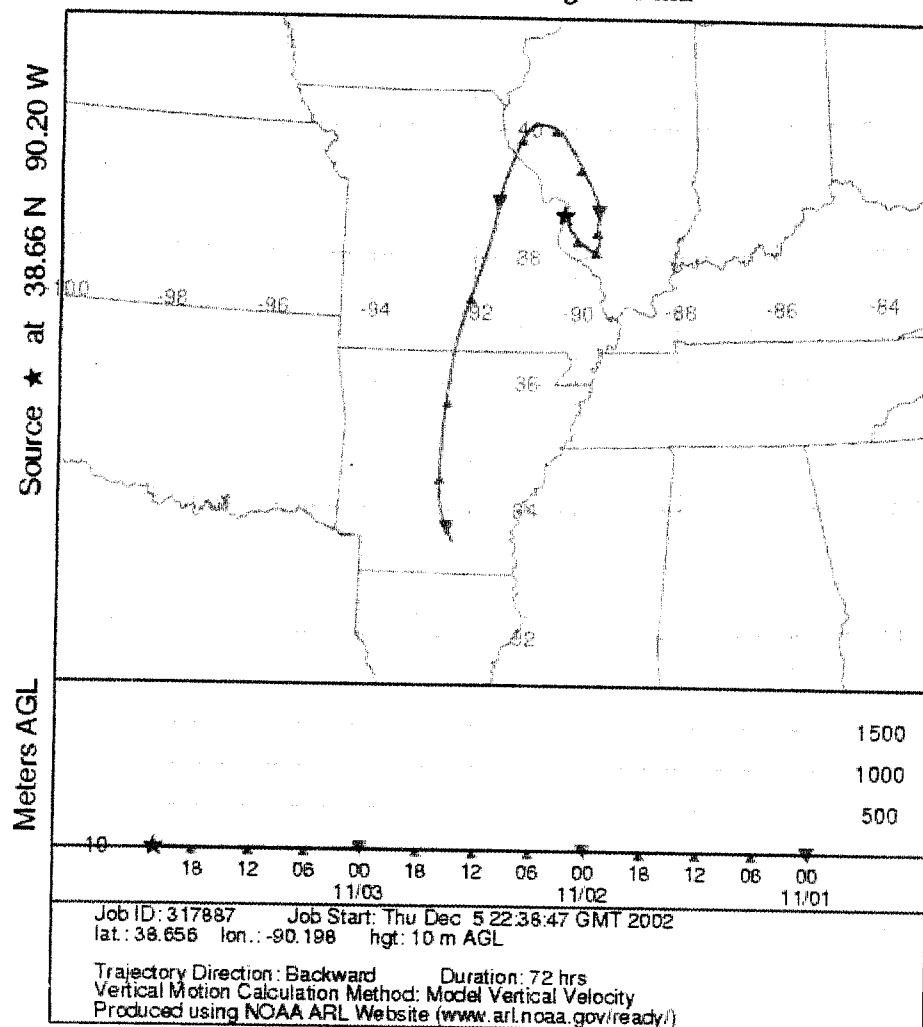 Source ★ at 38.66 N 90.20 W
40
38
-100 -98 -96 -94 -92 -90 -88 -86 -84
36
34
32
Meters AGL
1500
1000
500
10
18 12 06 00 18 12 06 00 18 12 06 00
11/03 11/02 11/01
Job ID: 317887 Job Start: Thu Dec 5 22:38:47 GMT 2002
lat.: 38.656 lon.: -90.198 hgt: 10 m AGL
Trajectory Direction: Backward Duration: 72 hrs
Vertical Motion Calculation Method: Model Vertical Velocity
Produced using NOAA ARL Website (www.arl.noaa.gov/ready/)